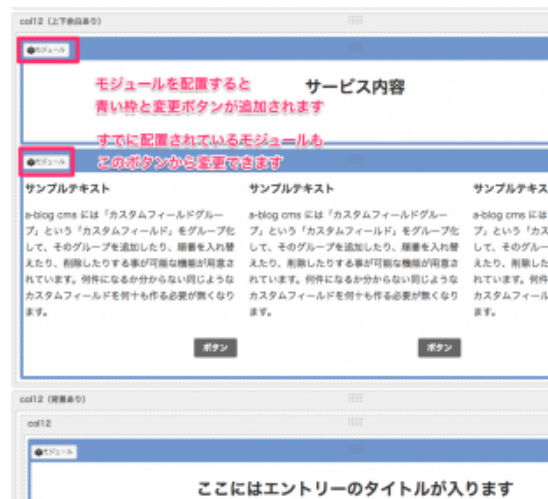 col12（上下余白あり）
モジュール
モジュールを配置すると
サービス内容
青い枠と変更ボタンが追加されます
すでに配置されているモジュールも
モジュール
このボタンから変更できます
サンプルテキスト
a-blog cms には「カスタムフィールドグルー
プ」という「カスタムフィールド」をグループ化
して、そのグループを追加したり、順番を入れ替
えたり、削除したりする事が可能な機能が用意さ
れています。何件になるか分からない同じような
カスタムフィールドを何十も作る必要が無くなり
ます。
ボタン
サンプルテキスト
a-blog cms には「カスタムフィールドグルー
プ」という「カスタムフィールド」をグループ化
して、そのグループを追加したり、順番を入れ替
えたり、削除したりする事が可能な機能が用意さ
れています。何件になるか分からない同じような
カスタムフィールドを何十も作る必要が無くなり
ます。
ボタン
サンプルテキス
a-blog cms には
プ」という「カス
して、そのグルー
えたり、削除した
れています。何件
カスタムフィール
ます。
col12（背景あり）
col12
モジュール
ここにはエントリーのタイトルが入ります